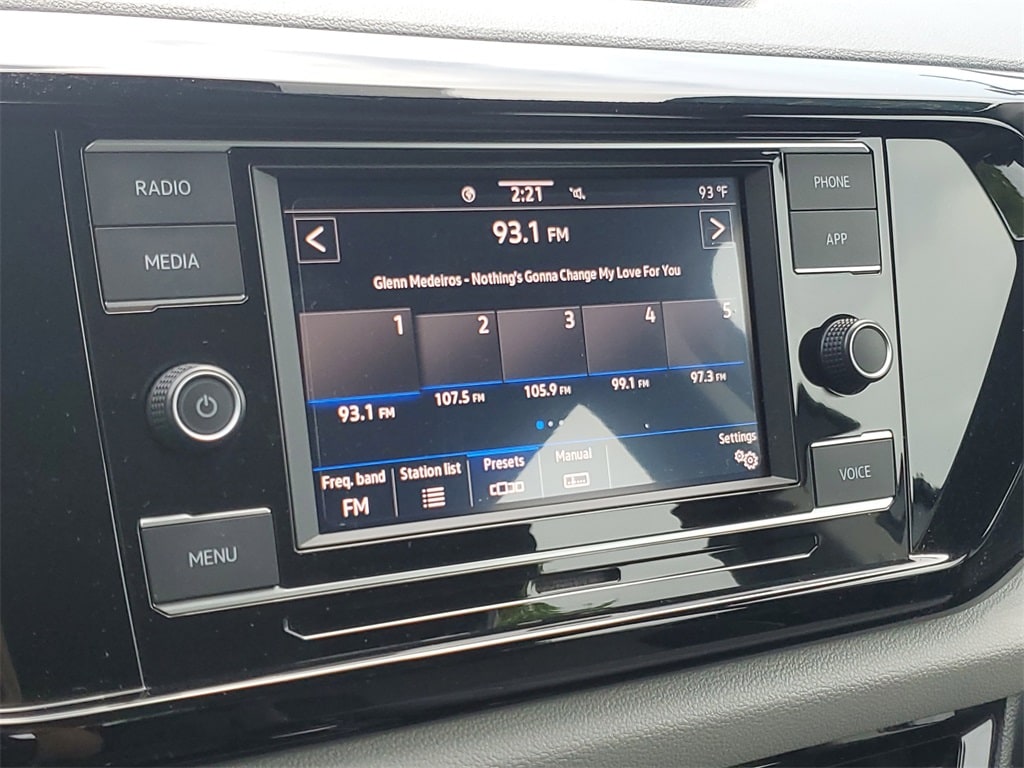 RADIO
MEDIA
MENU
2:21
93 °F
<
93.1 FM
>
Glenn Medeiros - Nothing's Gonna Change My Love For You
1 2 3 4 5
93.1 FM 107.5 FM 105.9 FM 99.1 FM 97.3 FM
Freq. band Station list Presets Manual Settings
FM
PHONE
APP
VOICE